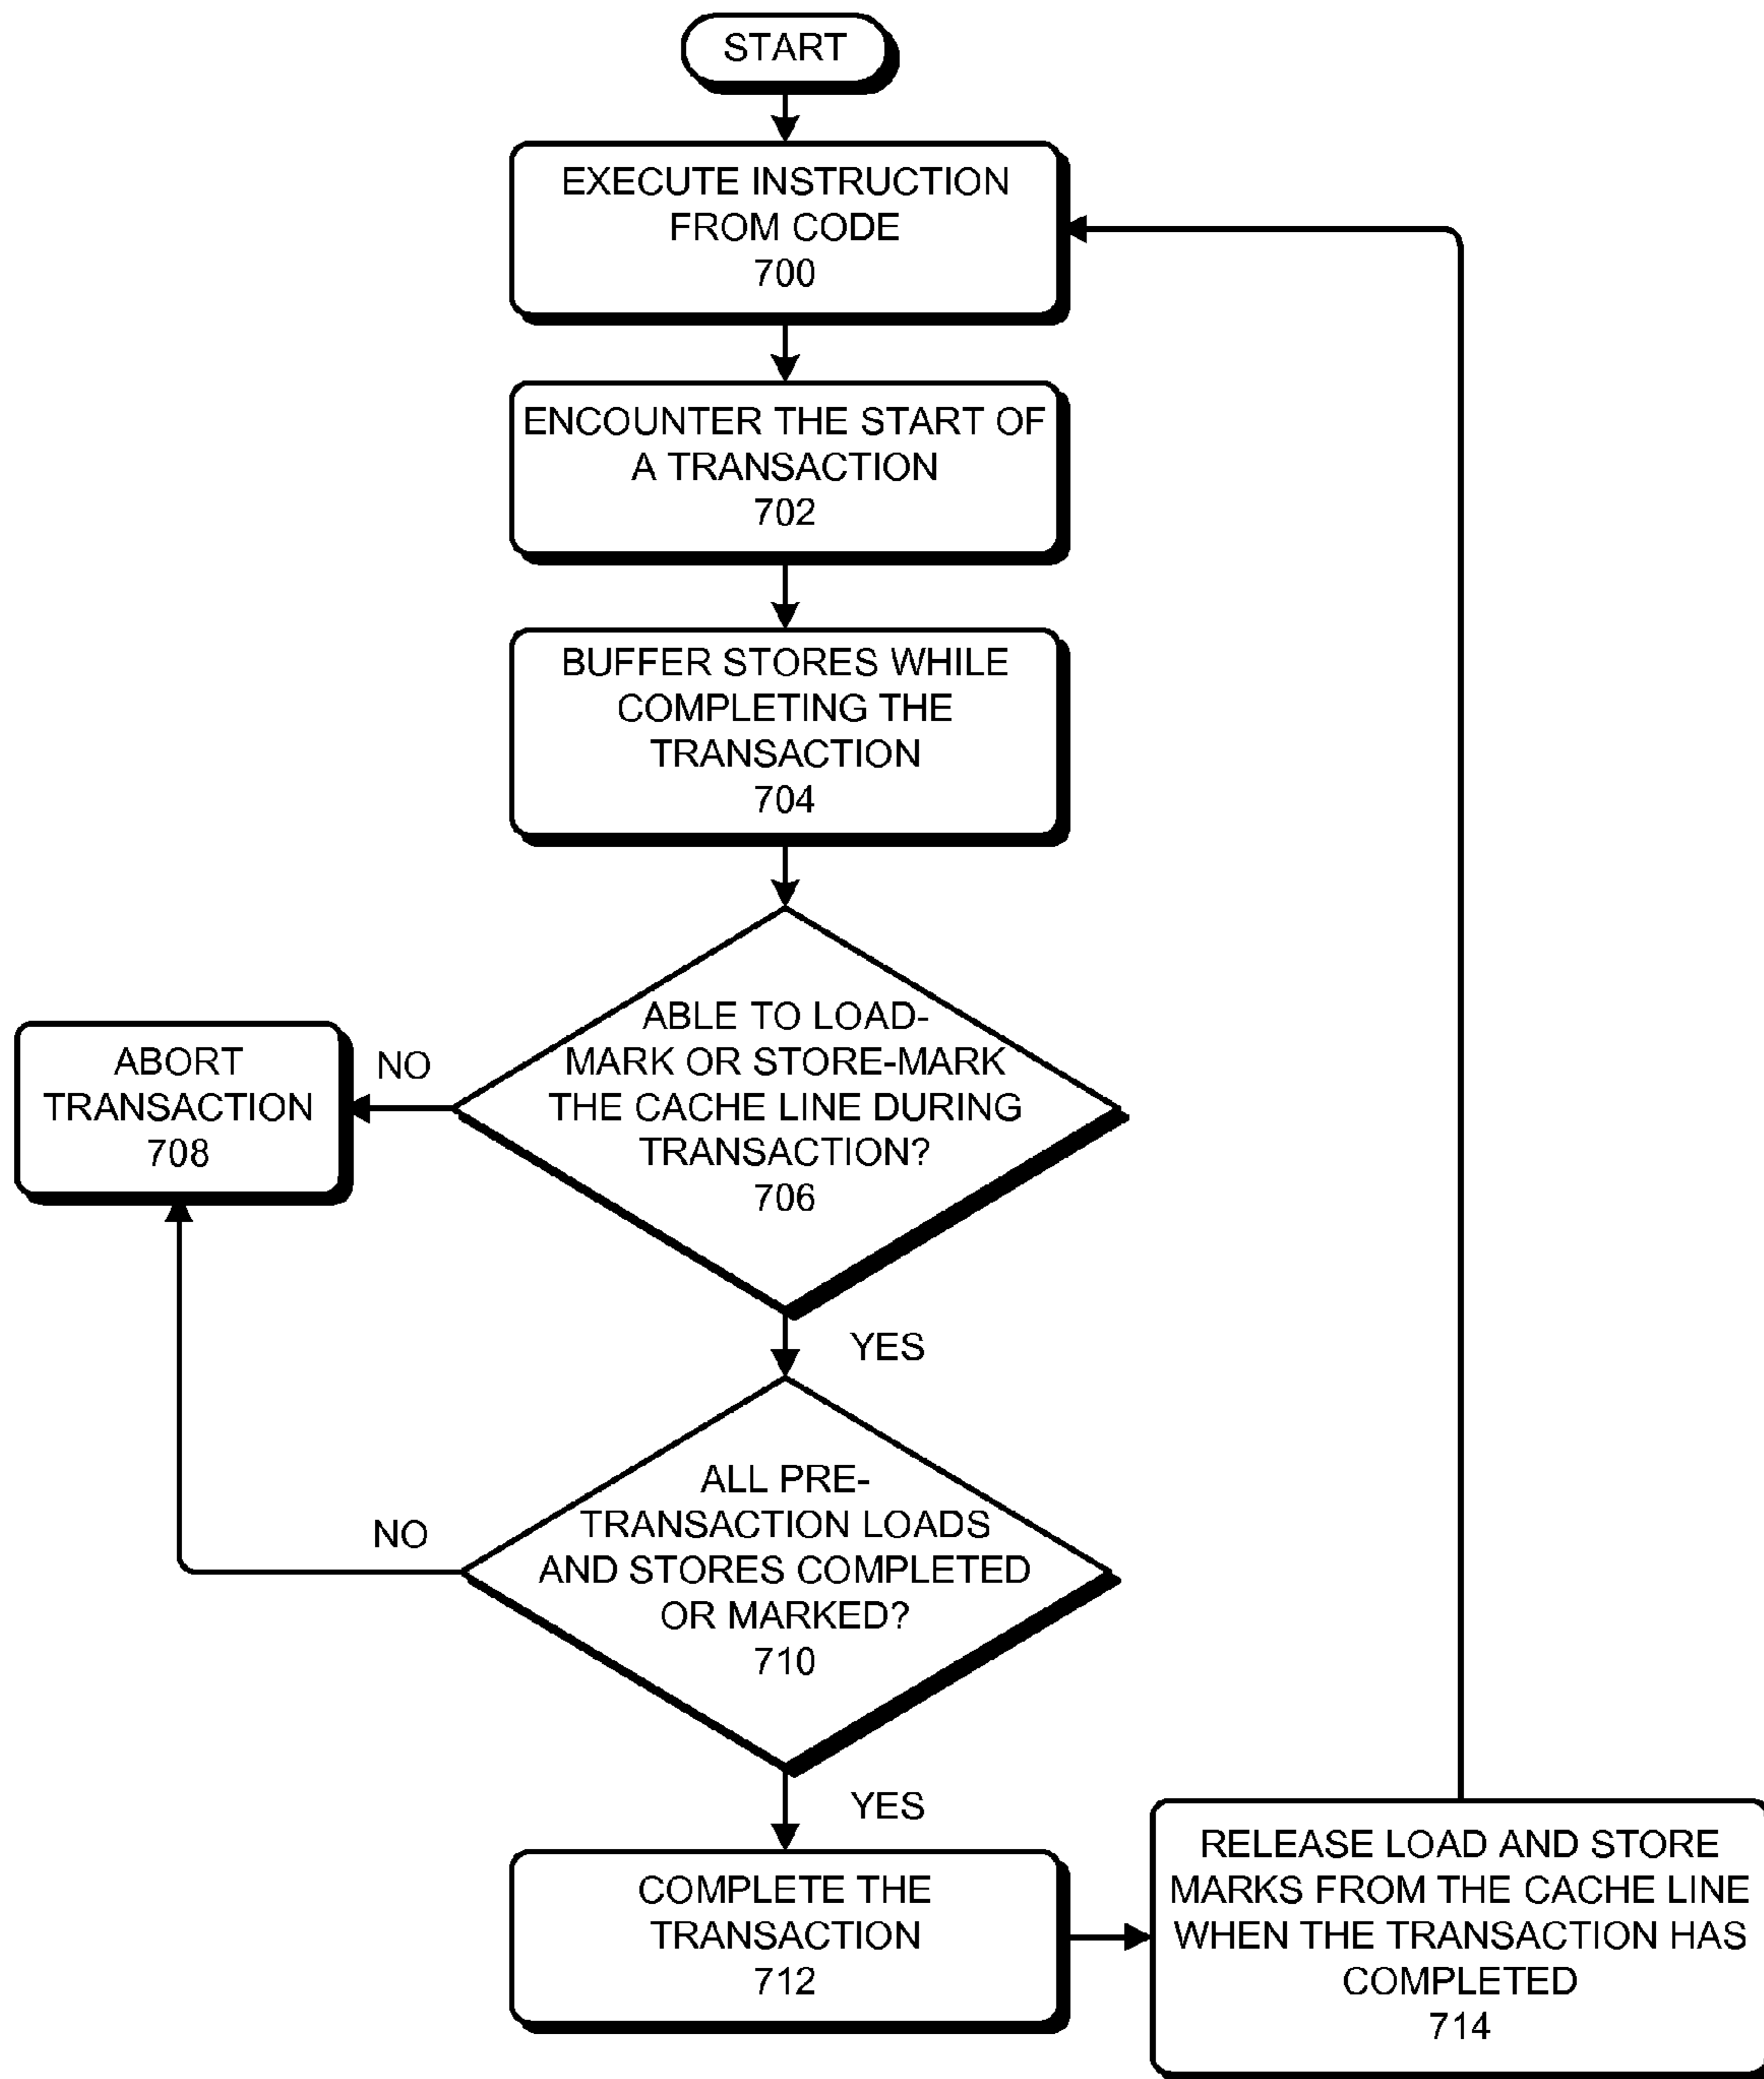 START
EXECUTE INSTRUCTION
FROM CODE
700
ENCOUNTER THE START OF
A TRANSACTION
702
BUFFER STORES WHILE
COMPLETING THE
TRANSACTION
704
ABLE TO LOAD-
MARK OR STORE-MARK
THE CACHE LINE DURING
TRANSACTION?
706
NO
ABORT
TRANSACTION
708
YES
ALL PRE-
TRANSACTION LOADS
AND STORES COMPLETED
OR MARKED?
710
NO
YES
COMPLETE THE
TRANSACTION
712
RELEASE LOAD AND STORE
MARKS FROM THE CACHE LINE
WHEN THE TRANSACTION HAS
COMPLETED
714